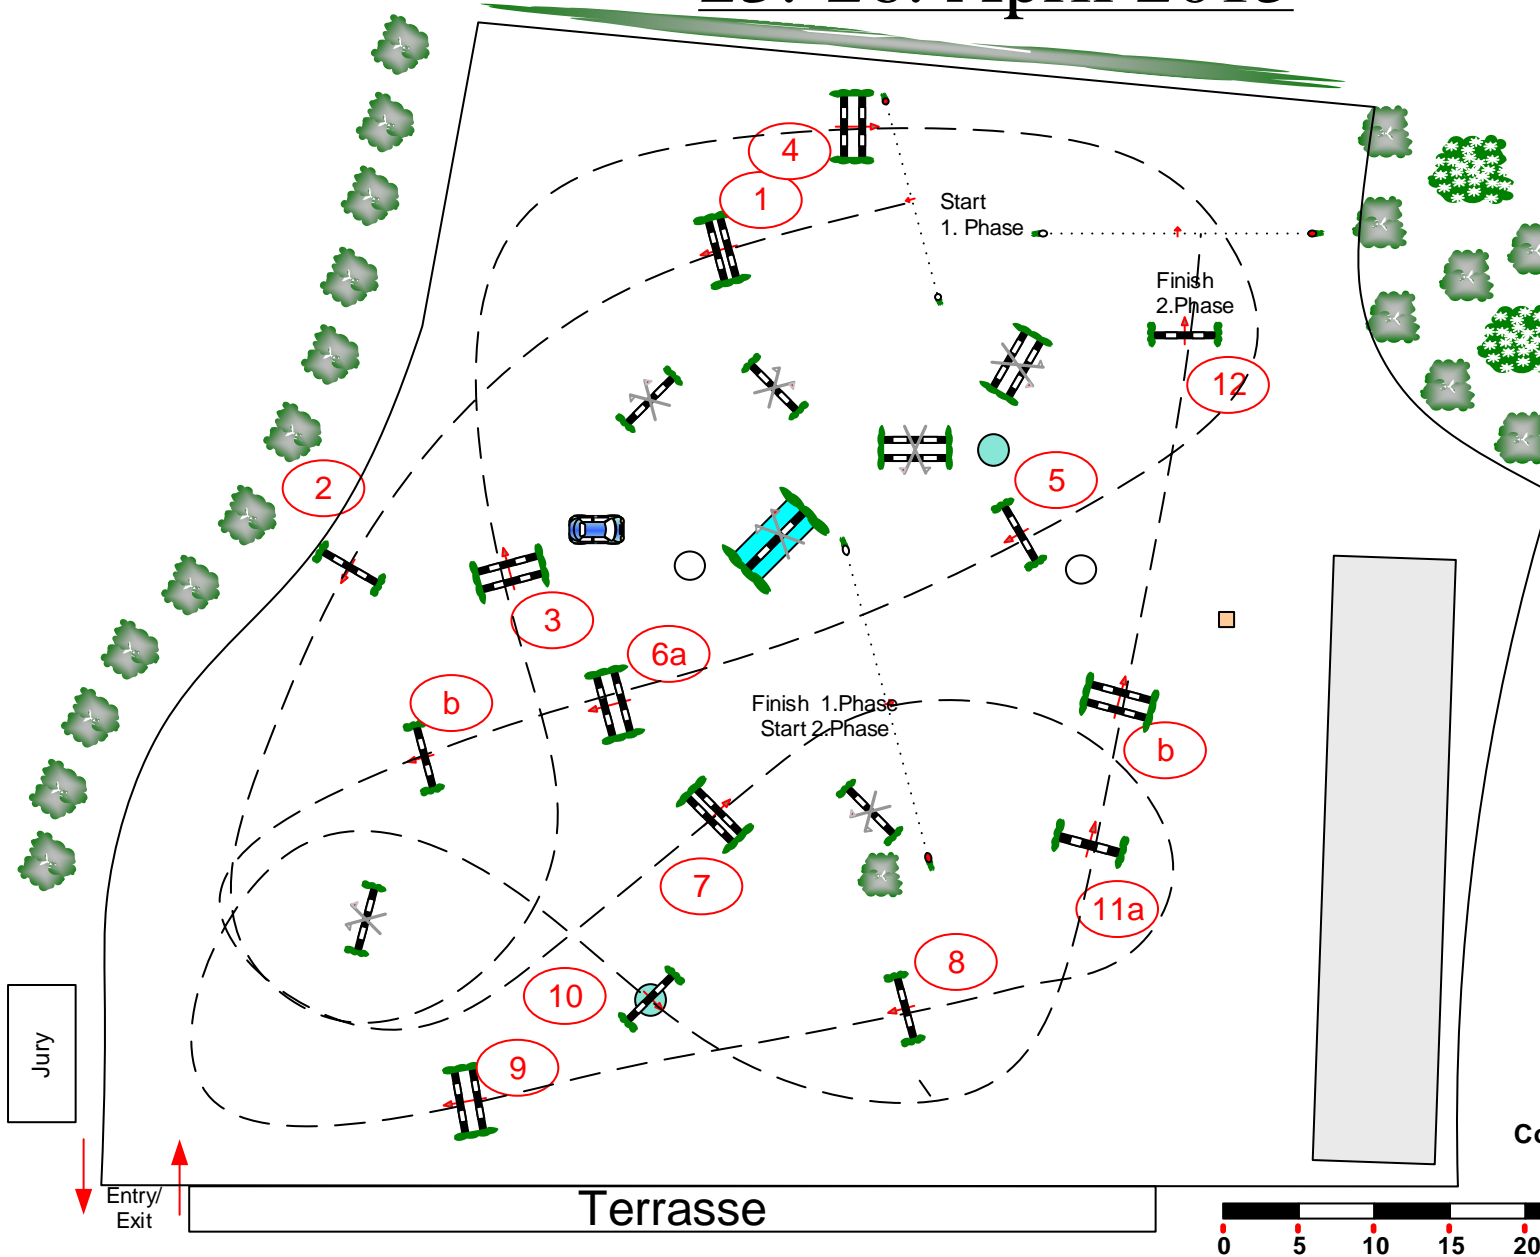 4
1
Start
1. Phase
Finish
2.Phase
12
2
5
3
6a
b
Finish 1.Phase
Start 2.Phase
b
7
11a
8
10
9
Jury
Entry/
Exit
Terrasse
0 5 10 15 20